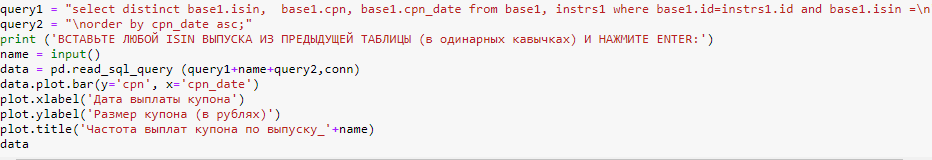 query1 = "select distinct base1.isin,  base1.cpn, base1.cpn_date from base1, instrs1 where base1.id=instrs1.id and base1.isin =\n
query2 = "\norder by cpn_date asc;"
print ('ВСТАВЬТЕ ЛЮБОЙ ISIN ВЫПУСКА ИЗ ПРЕДЫДУЩЕЙ ТАБЛИЦЫ (в одинарных кавычках) И НАЖМИТЕ ENTER:')
name = input()
data = pd.read_sql_query (query1+name+query2,conn)
data.plot.bar(y='cpn', x='cpn_date')
plot.xlabel('Дата выплаты купона')
plot.ylabel('Размер купона (в рублях)')
plot.title('Частота выплат купона по выпуску_'+name)
data